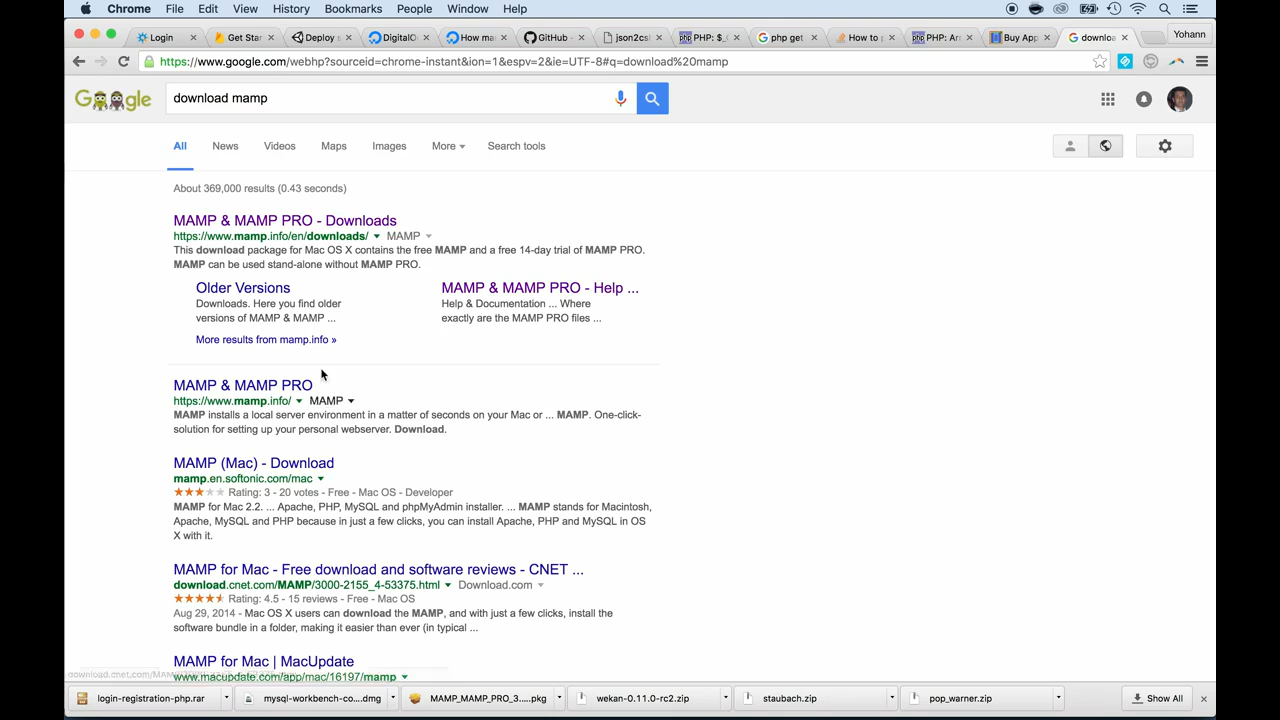 Chrome File Edit View History Bookmarks People Window Help
Login Get Star Deploy s DigitalO How ma GitHub - json2csl PHP: $_ php get How to PHP: Arr Buy App downloa Yohann
https://www.google.com/webhp?sourceid=chrome-instant&ion=1&espv=2&ie=UTF-8#q=download%20mamp
Google
download mamp
All News Videos Maps Images More Search tools
About 369,000 results (0.43 seconds)
MAMP & MAMP PRO - Downloads
https://www.mamp.info/en/downloads/ MAMP
This download package for Mac OS X contains the free MAMP and a free 14-day trial of MAMP PRO.
MAMP can be used stand-alone without MAMP PRO.
Older Versions
Downloads. Here you find older
versions of MAMP & MAMP ...
MAMP & MAMP PRO - Help ...
Help & Documentation ... Where
exactly are the MAMP PRO files ...
More results from mamp.info »
MAMP & MAMP PRO
https://www.mamp.info/ MAMP
MAMP installs a local server environment in a matter of seconds on your Mac or ... MAMP. One-click-
solution for setting up your personal webserver. Download.
MAMP (Mac) - Download
mamp.en.softonic.com/mac
Rating: 3 - 20 votes - Free - Mac OS - Developer
MAMP for Mac 2.2. ... Apache, PHP, MySQL and phpMyAdmin installer. ... MAMP stands for Macintosh,
Apache, MySQL and PHP because in just a few clicks, you can install Apache, PHP and MySQL in OS
X with it.
MAMP for Mac - Free download and software reviews - CNET ...
download.cnet.com/MAMP/3000-2155_4-53375.html Download.com
Rating: 4.5 - 15 reviews - Free - Mac OS
Aug 29, 2014 - Mac OS X users can download the MAMP, and with just a few clicks, install the
software bundle in a folder, making it easier than ever (in typical ...
MAMP for Mac | MacUpdate
www.macupdate.com/app/mac/16197/mamp
login-registration-php.rar mysql-workbench-co....dmg MAMP_MAMP_PRO_3.....pkg wekan-0.11.0-rc2.zip staubach.zip pop_warner.zip Show All